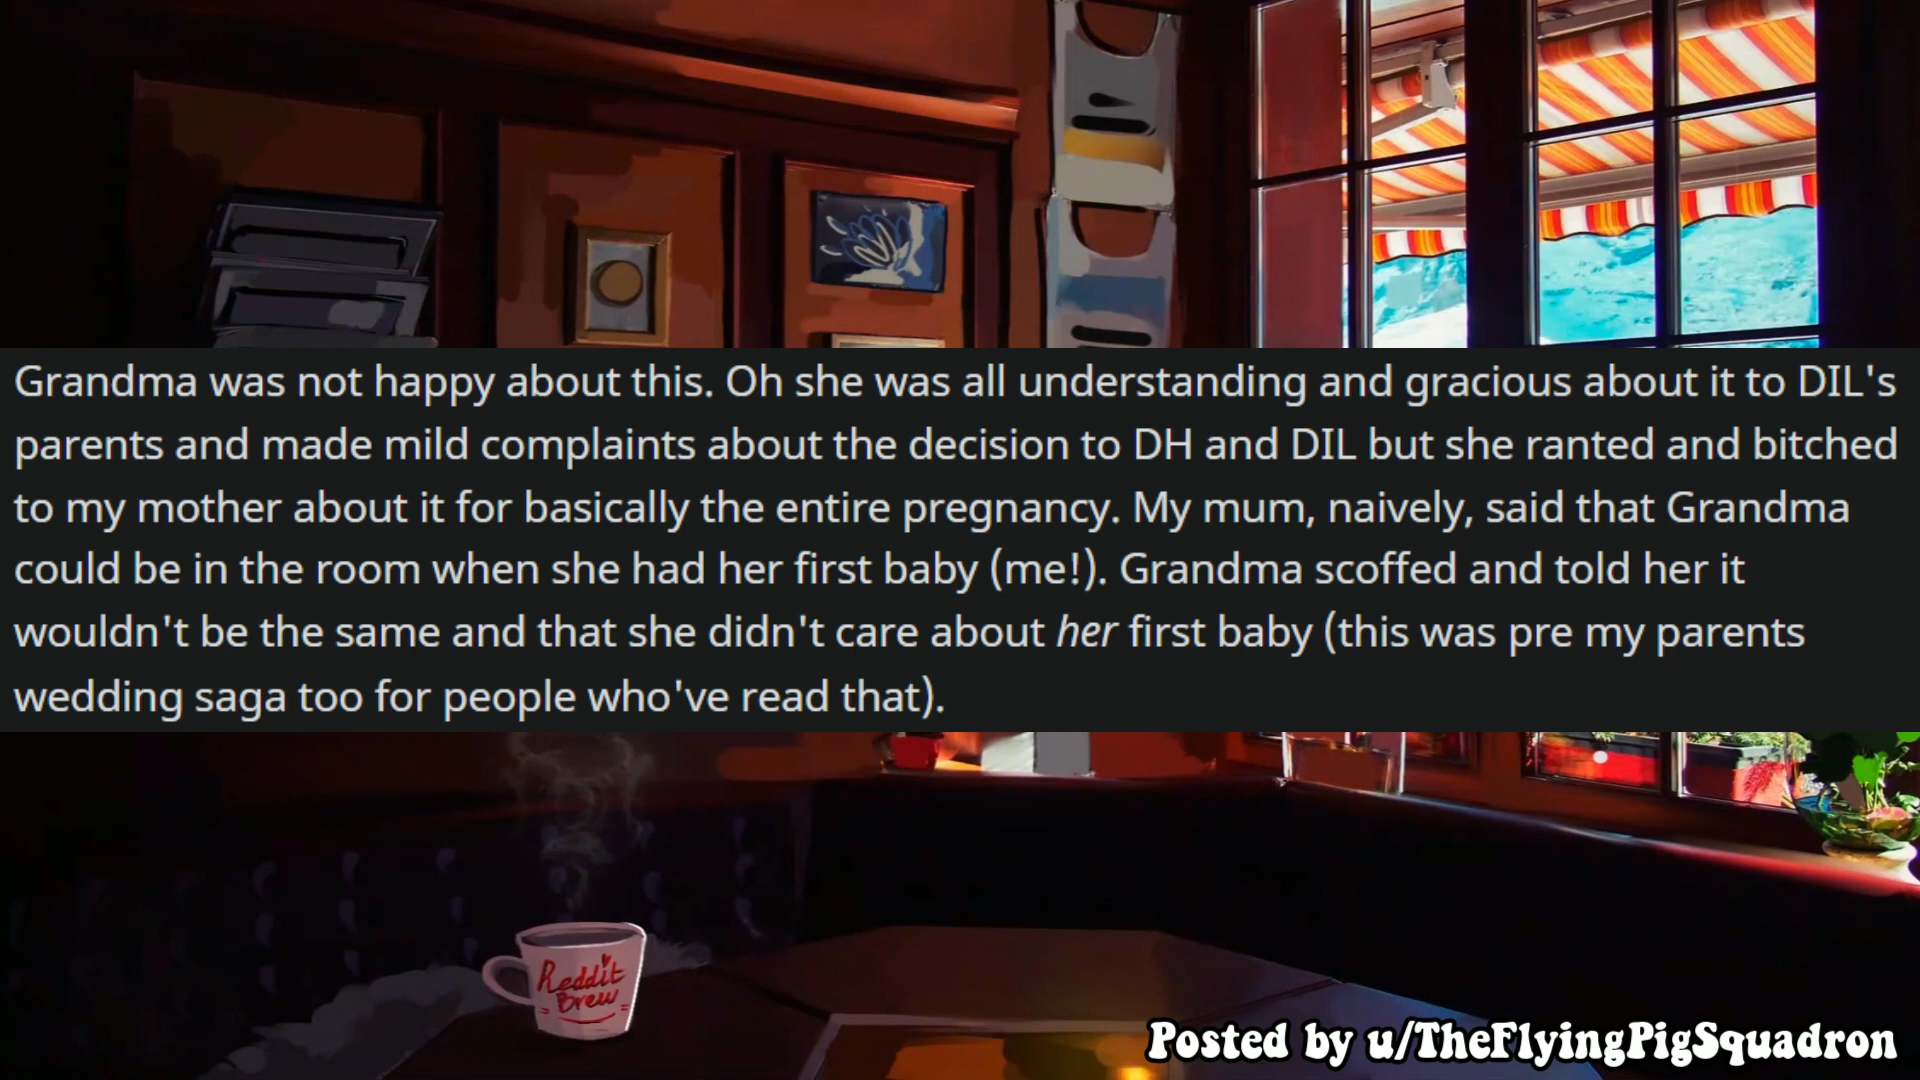 Grandma was not happy about this. Oh she was all understanding and gracious about it to DIL's
parents and made mild complaints about the decision to DH and DIL but she ranted and bitched
to my mother about it for basically the entire pregnancy. My mum, naively, said that Grandma
could be in the room when she had her first baby (me!). Grandma scoffed and told her it
wouldn't be the same and that she didn't care about her first baby (this was pre my parents
wedding saga too for people who've read that).
Reddit
Brew
Posted by u/TheFlyingPigSquadron